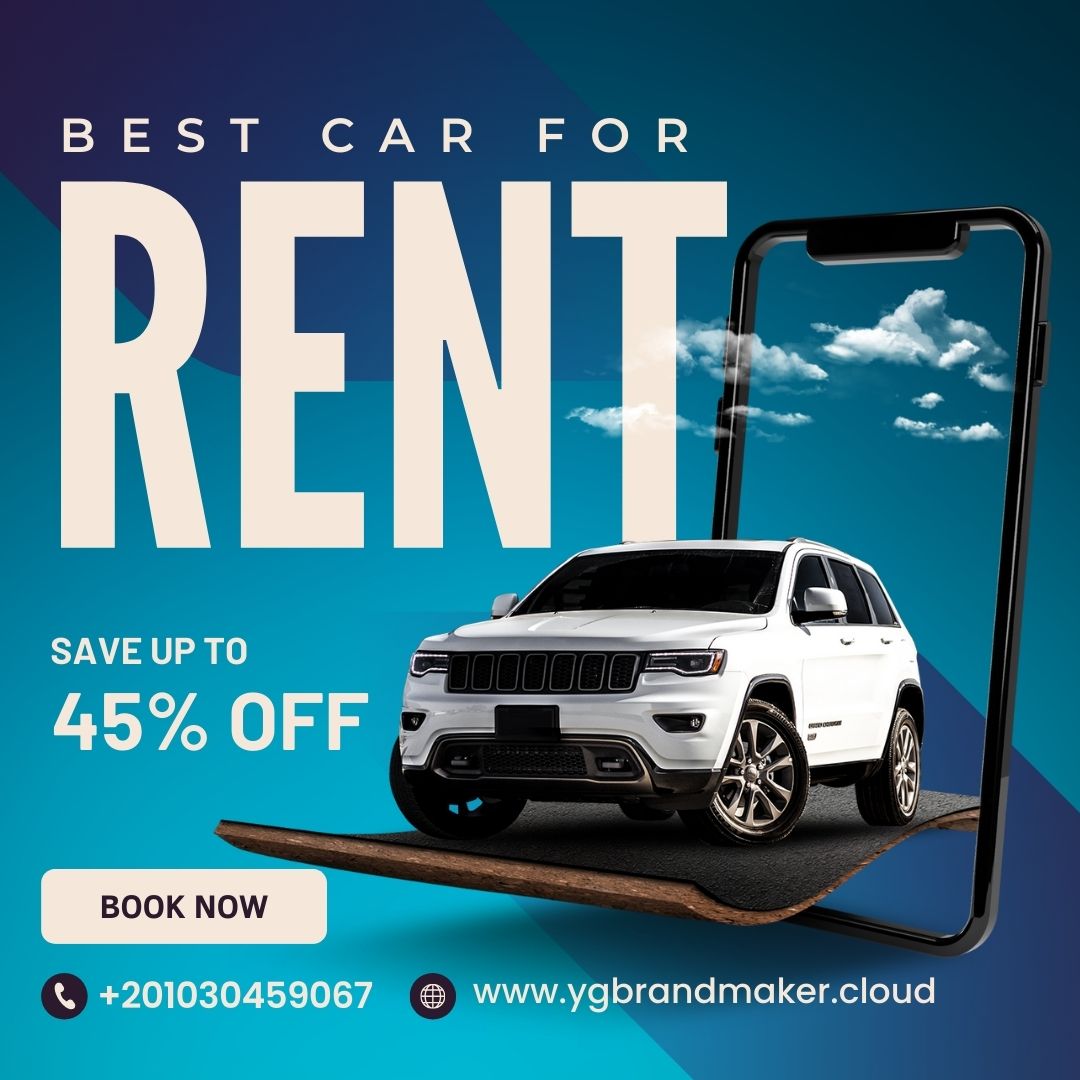 BEST CAR FOR
RENT
SAVE UP TO
45% OFF
BOOK NOW
+201030459067
www.ygbrandmaker.cloud